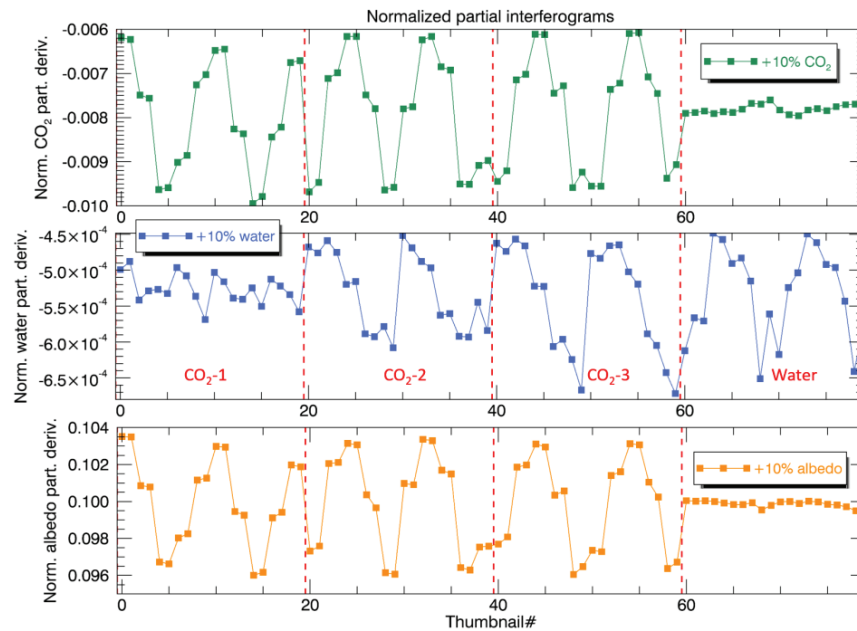 Normalized partial interferograms
Norm. CO₂ part. deriv.
-0.006
-0.007
-0.008
-0.009
-0.010
+10% CO₂
0
20
40
60
Norm. water part. deriv.
-4.5×10⁻⁴
-5.0×10⁻⁴
-5.5×10⁻⁴
-6.0×10⁻⁴
-6.5×10⁻⁴
+10% water
CO₂-1
CO₂-2
CO₂-3
Water
0
20
40
60
Norm. albedo part. deriv.
0.104
0.102
0.100
0.098
0.096
+10% albedo
0
20
40
60
Thumbnail#